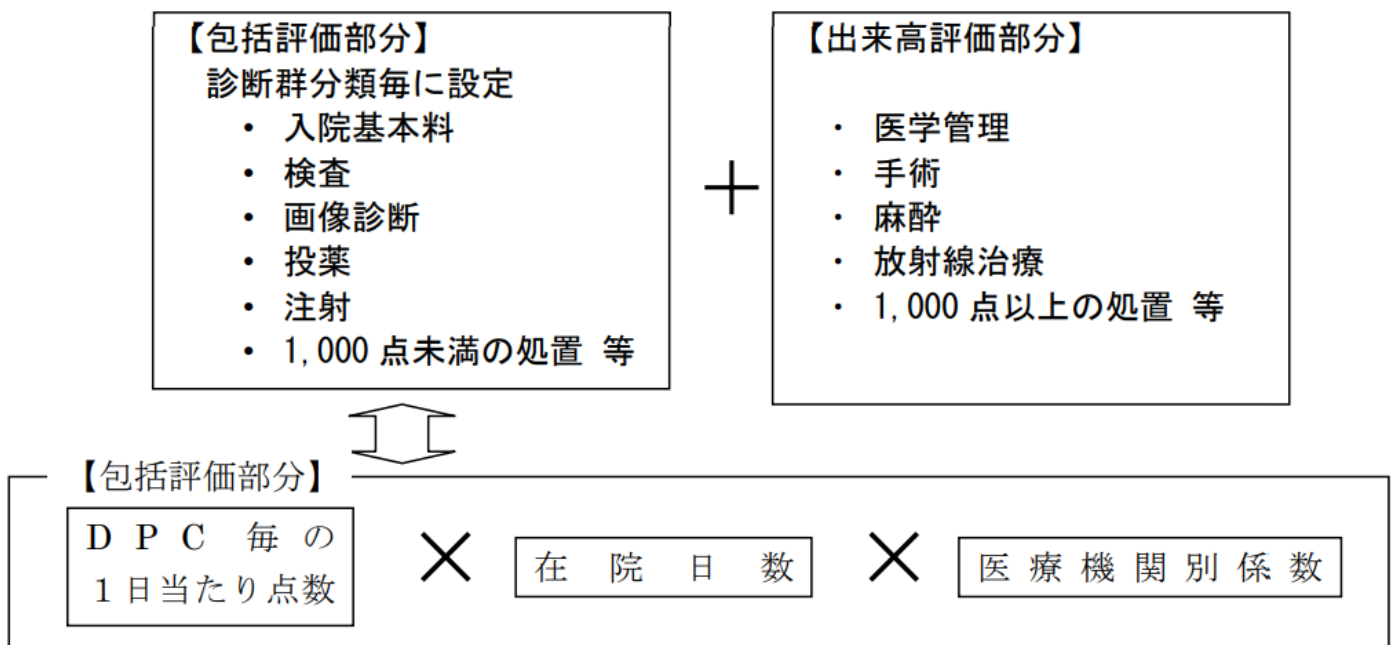 【包括評価部分】
診断群分類毎に設定
・ 入院基本料
・ 検査
・ 画像診断
・ 投薬
・ 注射
・ 1,000 点未満の処置 等
＋
【出来高評価部分】
・ 医学管理
・ 手術
・ 麻酔
・ 放射線治療
・ 1,000 点以上の処置 等
【包括評価部分】
ＤＰＣ毎の
１日当たり点数
×
在院日数
×
医療機関別係数